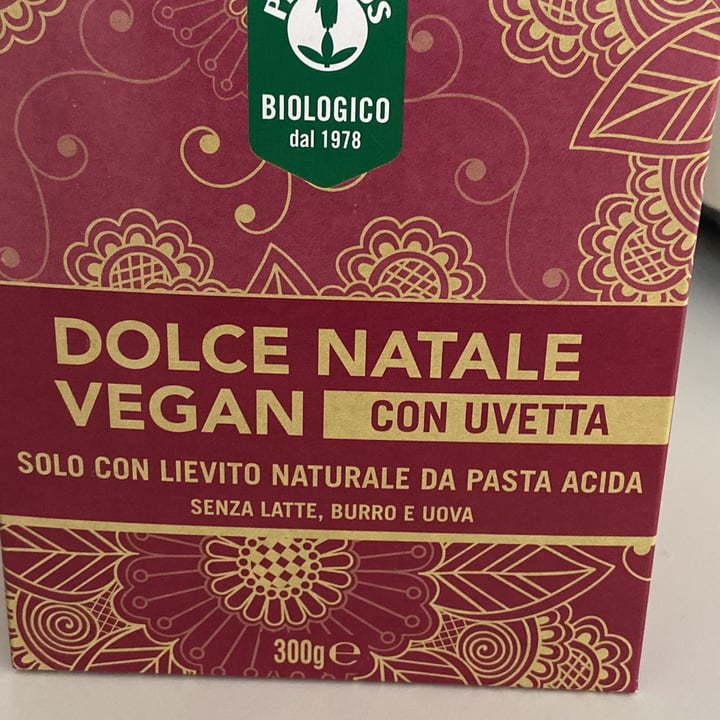 BIOLOGICO
dal 1978
DOLCE NATALE
VEGAN CON UVETTA
SOLO CON LIEVITO NATURALE DA PASTA ACIDA
SENZA LATTE, BURRO E UOVA
300g ℮